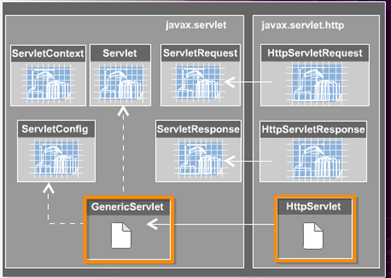 javax.servlet
javax.servlet.http
ServletContext
Servlet
ServletRequest
HttpServletRequest
ServletConfig
ServletResponse
HttpServletResponse
GenericServlet
HttpServlet